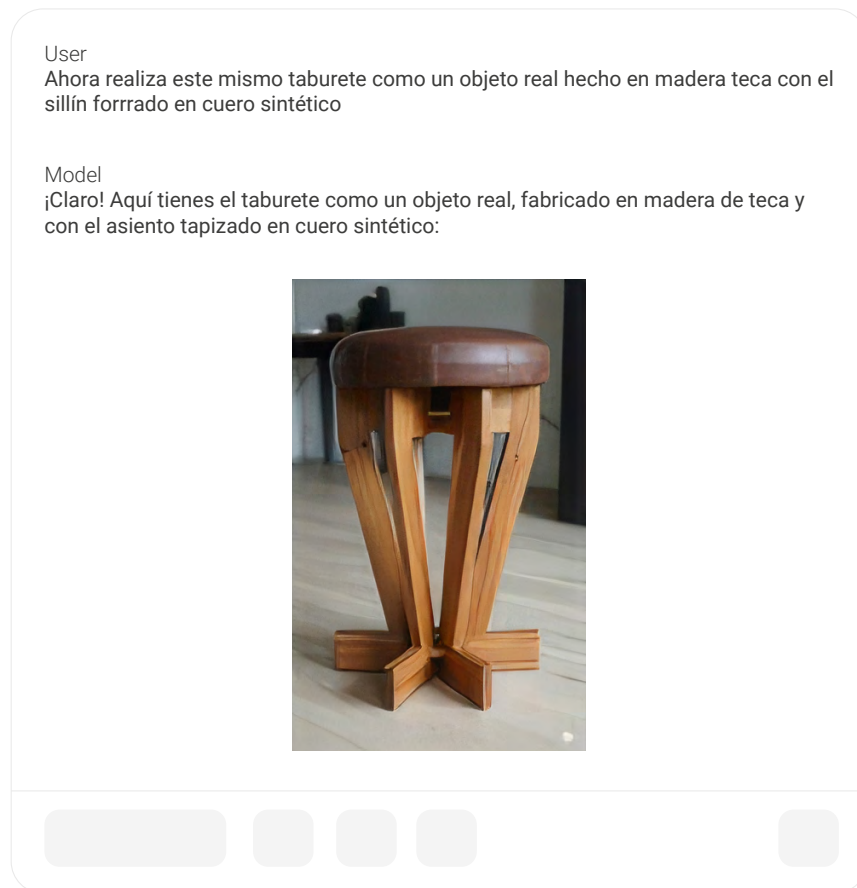 User
Ahora realiza este mismo taburete como un objeto real hecho en madera teca con el
sillín forrrado en cuero sintético
Model
¡Claro! Aquí tienes el taburete como un objeto real, fabricado en madera de teca y
con el asiento tapizado en cuero sintético: